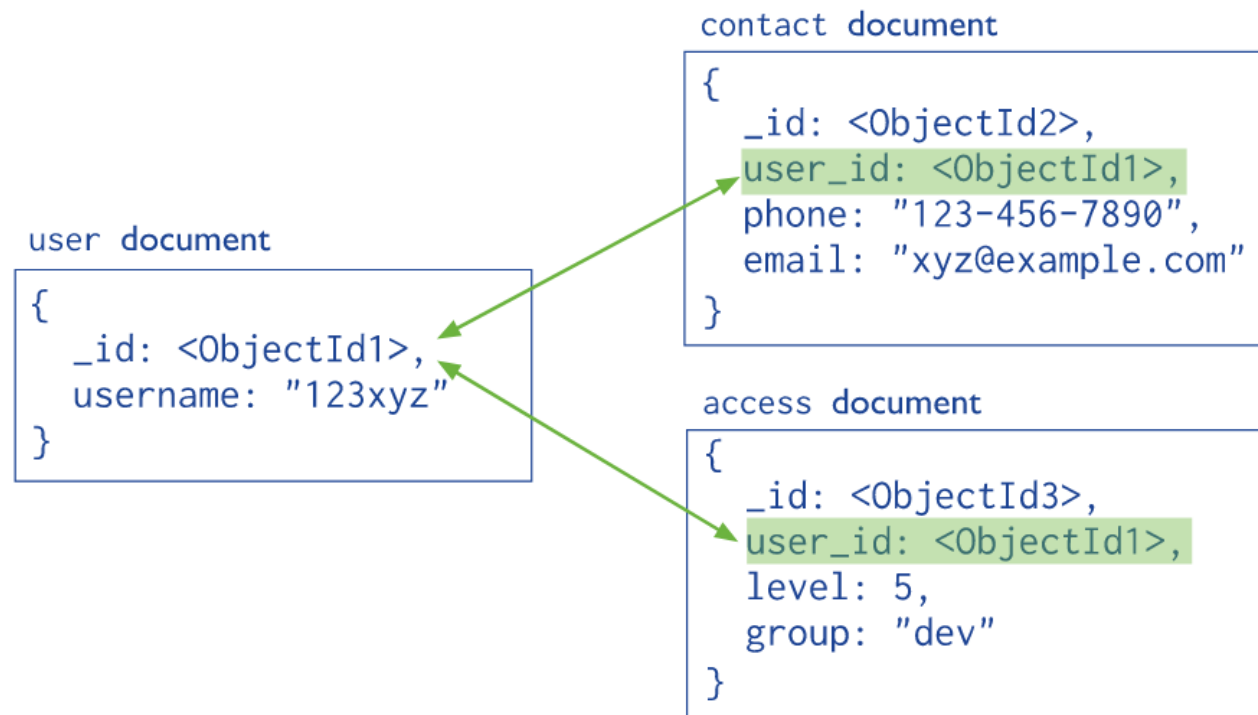 user document
{
_id: <ObjectId1>,
username: "123xyz"
}
contact document
{
_id: <ObjectId2>,
user_id: <ObjectId1>,
phone: "123-456-7890",
email: "xyz@example.com"
}
access document
{
_id: <ObjectId3>,
user_id: <ObjectId1>,
level: 5,
group: "dev"
}